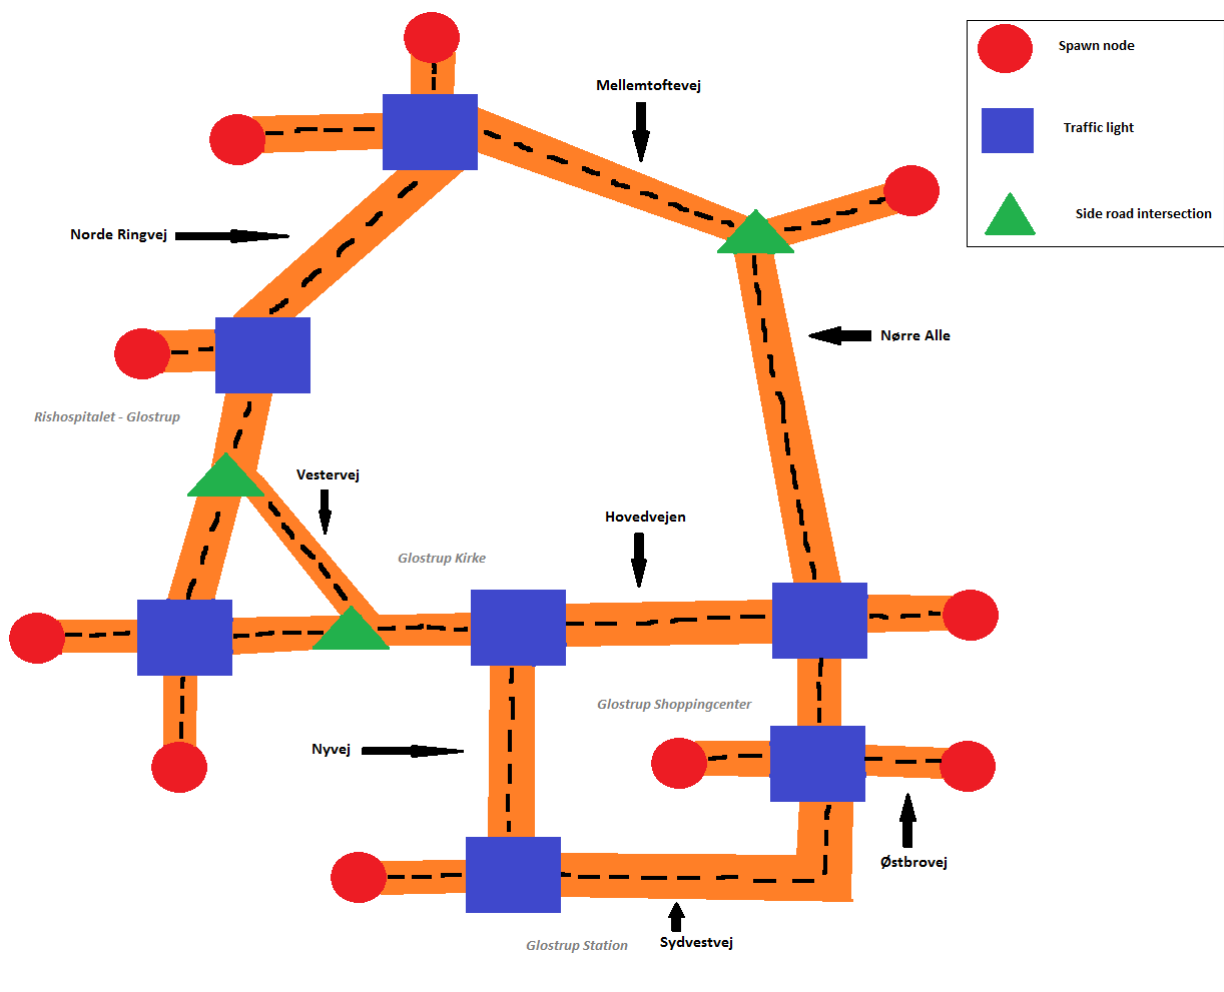 Spawn node
Mellemtoftevej
Traffic light
Side road intersection
Norde Ringvej
Nørre Alle
Rishospitalet - Glostrup
Vestervej
Hovedvejen
Glostrup Kirke
Glostrup Shoppingcenter
Nyvej
Østbrovej
Sydvestvej
Glostrup Station